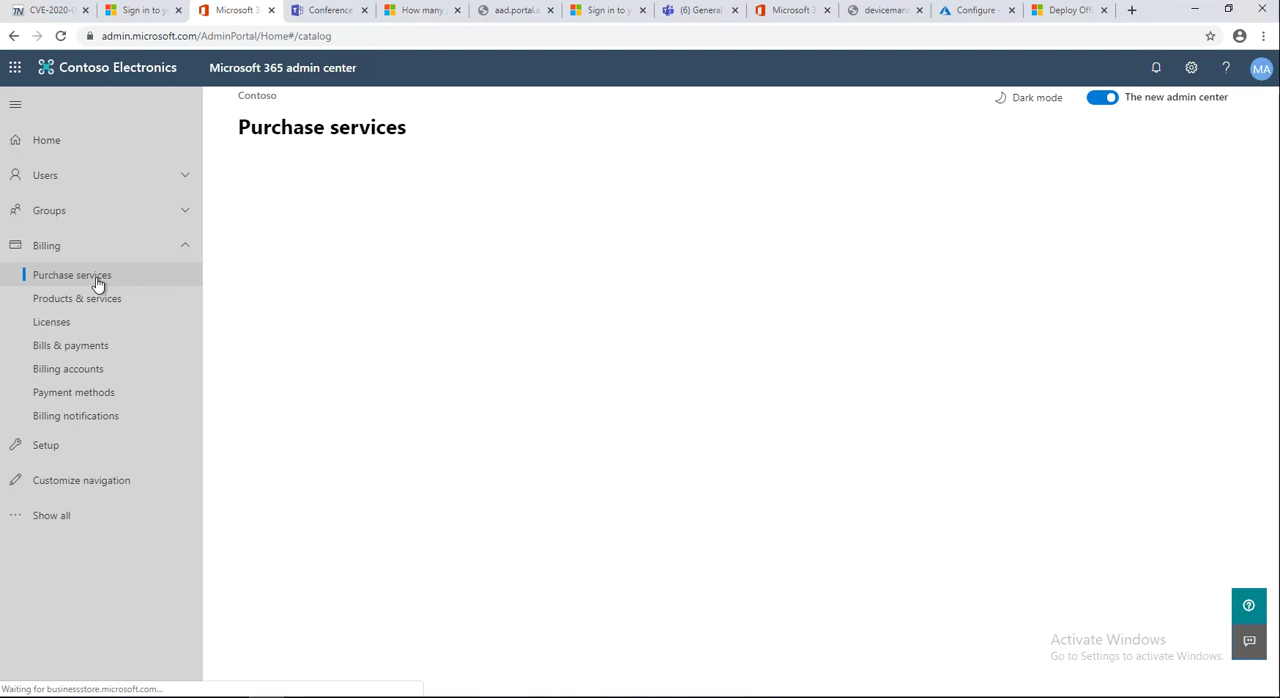 CVE-2020-
Sign in to y
Microsoft 3
Conference
How many
aad.portal.
Sign in to y
(6) General
Microsoft 3
deviceman
Configure -
Deploy Off
admin.microsoft.com/AdminPortal/Home#/catalog
Contoso Electronics
Microsoft 365 admin center
MA
Contoso
Dark mode
The new admin center
Purchase services
Home
Users
Groups
Billing
Purchase services
Products & services
Licenses
Bills & payments
Billing accounts
Payment methods
Billing notifications
Setup
Customize navigation
Show all
Activate Windows
Go to Settings to activate Windows.
Waiting for businessstore.microsoft.com...